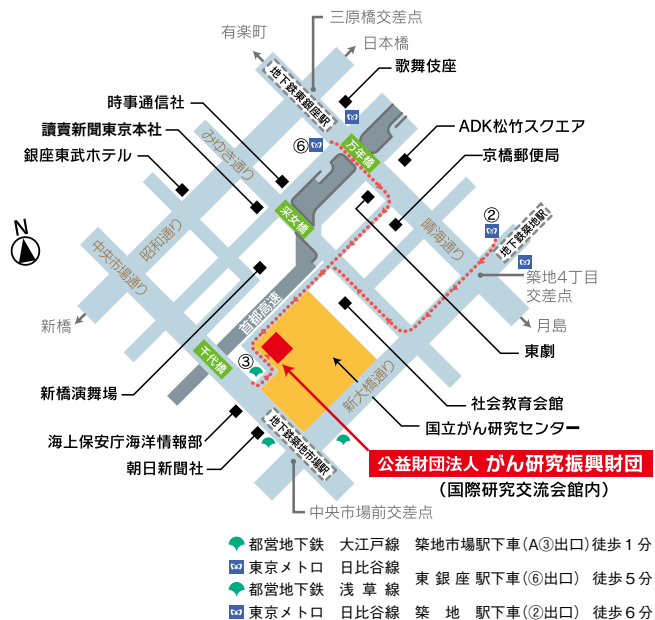 三原橋交差点
有楽町
日本橋
歌舞伎座
地下鉄東銀座駅
時事通信社
讀賣新聞東京本社
銀座東武ホテル
みゆき通り
⑥
万年橋
ADK松竹スクエア
京橋郵便局
采女橋
晴海通り
②
地下鉄築地駅
N
昭和通り
中央市場通り
築地4丁目
交差点
新橋
首都高速
月島
千代橋
③
東劇
新橋演舞場
新大橋通り
社会教育会館
国立がん研究センター
海上保安庁海洋情報部
朝日新聞社
地下鉄築地市場駅
公益財団法人 がん研究振興財団
(国際研究交流会館内)
中央市場前交差点
都営地下鉄 大江戸線 築地市場駅下車(A③出口)徒歩1分
東京メトロ 日比谷線
都営地下鉄 浅草線
東銀座駅下車(⑥出口) 徒歩5分
東京メトロ 日比谷線 築地 駅下車(②出口) 徒歩6分